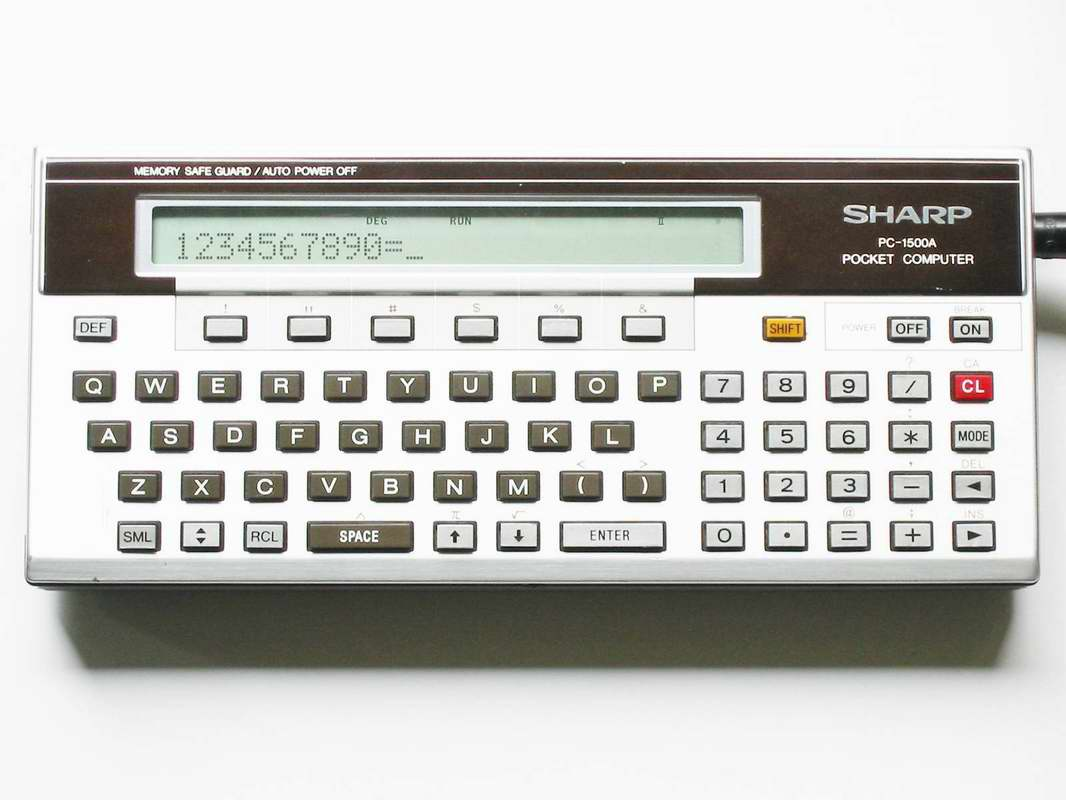 MEMORY SAFE GUARD / AUTO POWER OFF
DEG RUN II
1234567890=_
SHARP
PC-1500A
POCKET COMPUTER
! " # $ % & BREAK
DEF SHIFT POWER OFF ON
? CA
Q W E R T Y U I O P 7 8 9 / CL
:
A S D F G H J K L 4 5 6 * MODE
< > , DEL
Z X C V B N M ( ) 1 2 3 − ◄
^ π √ @ ; INS
SML ⬍ RCL SPACE ↑ ↓ ENTER 0 • = + ►